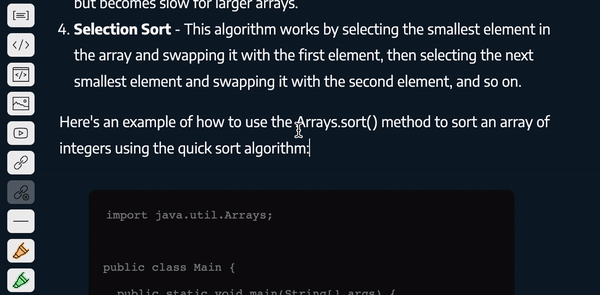 but becomes slow for larger arrays.
4. Selection Sort - This algorithm works by selecting the smallest element in
the array and swapping it with the first element, then selecting the next
smallest element and swapping it with the second element, and so on.
Here's an example of how to use the Arrays.sort() method to sort an array of
integers using the quick sort algorithm:
import java.util.Arrays;
public class Main {
public static void main(String[] args) {